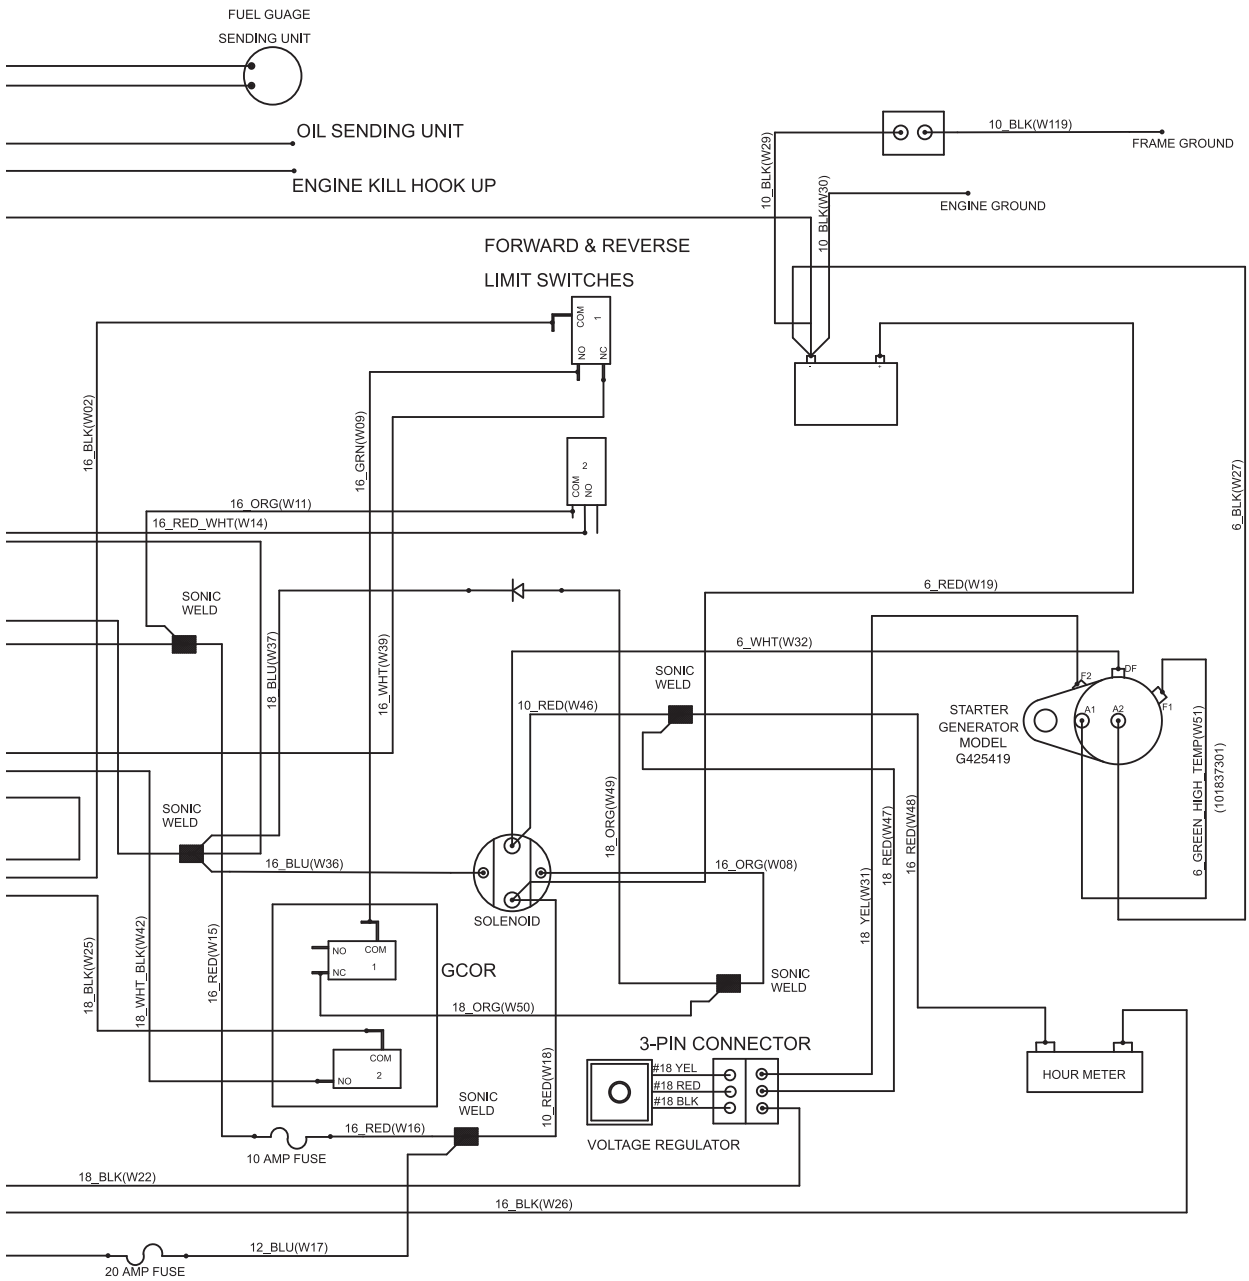 FUEL GUAGE
SENDING UNIT
OIL SENDING UNIT
ENGINE KILL HOOK UP
10_BLK(W119)
FRAME GROUND
10_BLK(W29)
10_BLK(W30)
ENGINE GROUND
FORWARD & REVERSE
LIMIT SWITCHES
COM
1
NO
NC
-
+
16_BLK(W02)
16_GRN(W09)
6_BLK(W27)
2
COM
NO
16_ORG(W11)
16_RED_WHT(W14)
6_RED(W19)
SONIC
WELD
18_BLU(W37)
16_WHT(W39)
6_WHT(W32)
SONIC
WELD
F2
DF
F1
A1
A2
10_RED(W46)
STARTER
GENERATOR
MODEL
G425419
6_GREEN_HIGH_TEMP(W51)
(101837301)
SONIC
WELD
18_ORG(W49)
18_RED(W47)
16_RED(W48)
16_BLU(W36)
16_ORG(W08)
18_YEL(W31)
SOLENOID
18_BLK(W25)
18_WHT_BLK(W42)
16_RED(W15)
NO
COM
NC
1
GCOR
SONIC
WELD
18_ORG(W50)
3-PIN CONNECTOR
COM
NO
2
#18 YEL
#18 RED
#18 BLK
HOUR METER
10_RED(W18)
SONIC
WELD
16_RED(W16)
10 AMP FUSE
VOLTAGE REGULATOR
18_BLK(W22)
16_BLK(W26)
12_BLU(W17)
20 AMP FUSE